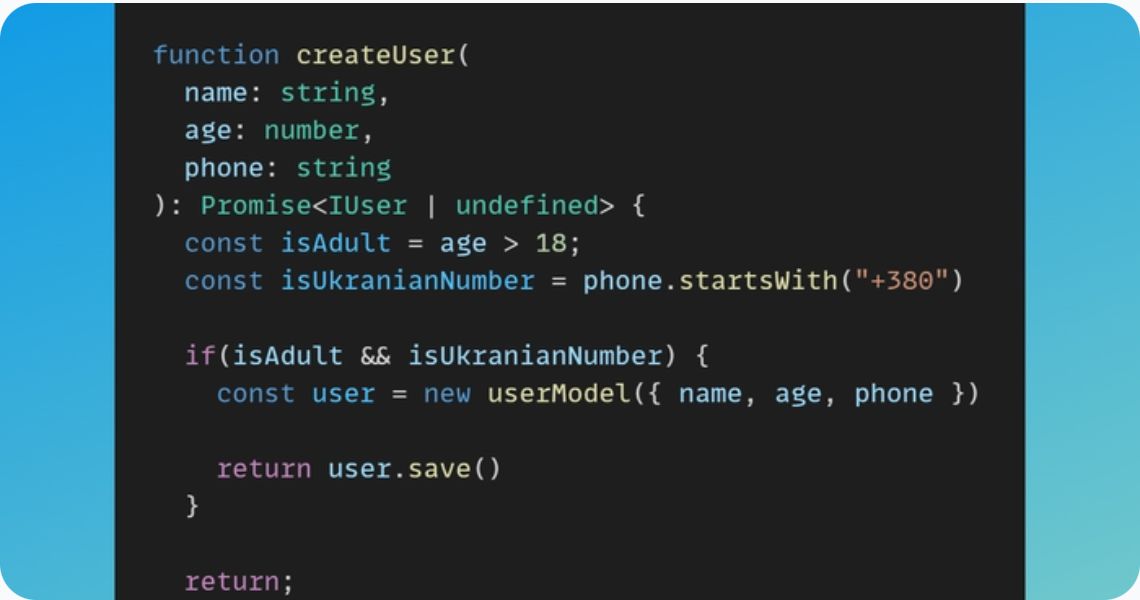 function createUser(
  name: string,
  age: number,
  phone: string
): Promise<IUser | undefined> {
  const isAdult = age > 18;
  const isUkranianNumber = phone.startsWith("+380")
  if(isAdult && isUkranianNumber) {
    const user = new userModel({ name, age, phone })
    return user.save()
  }
  return;